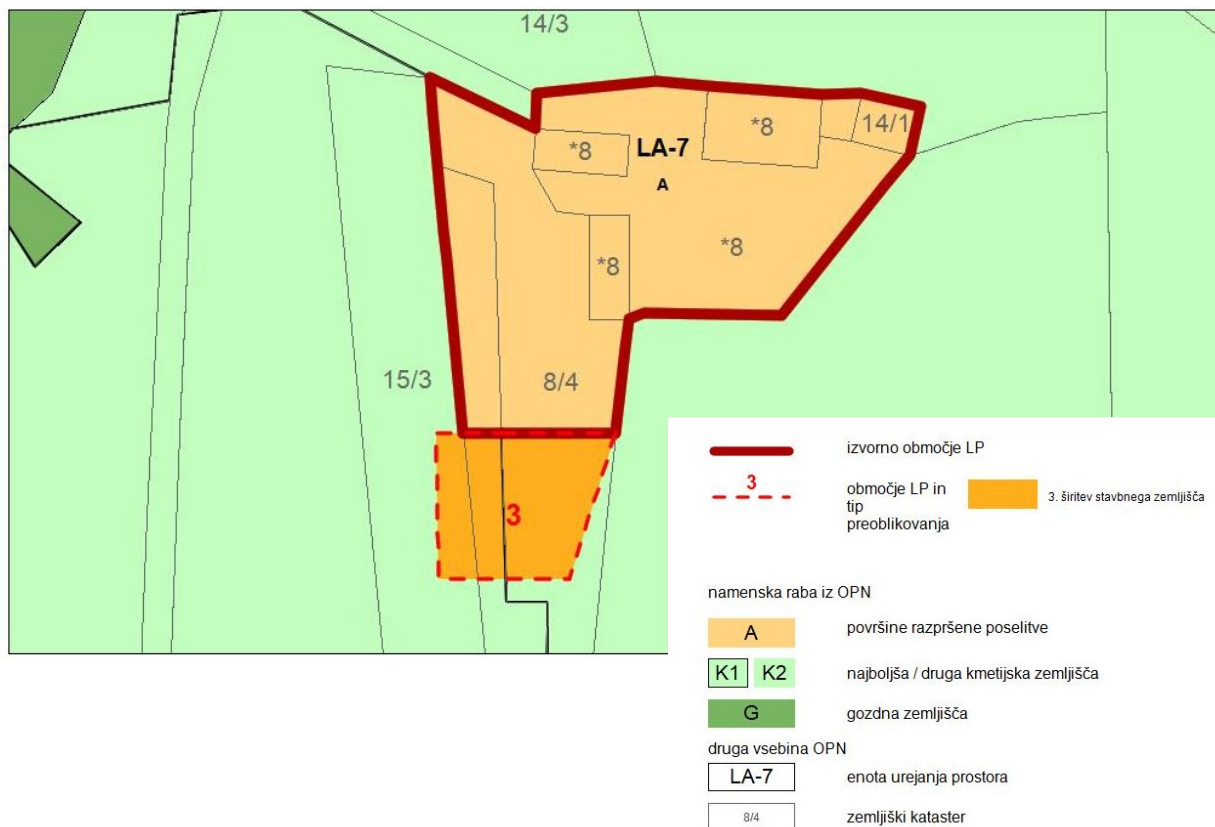 14/3
*8
14/1
*8
LA-7
A
*8
*8
15/3
8/4
3
izvorno območje LP
3
območje LP in
tip
preoblikovanja
3. širitev stavbnega zemljišča
namenska raba iz OPN
A
površine razpršene poselitve
K1 K2
najboljša / druga kmetijska zemljišča
G
gozdna zemljišča
druga vsebina OPN
LA-7
enota urejanja prostora
8/4
zemljiški kataster